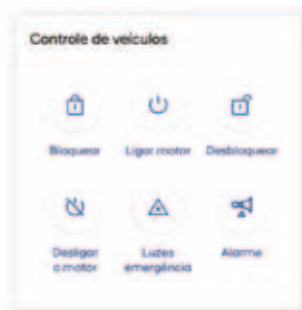 Controle de veículos
Bloquear
Ligar motor
Desbloquear
Desligar
o motor
Luzes
emergência
Alarme